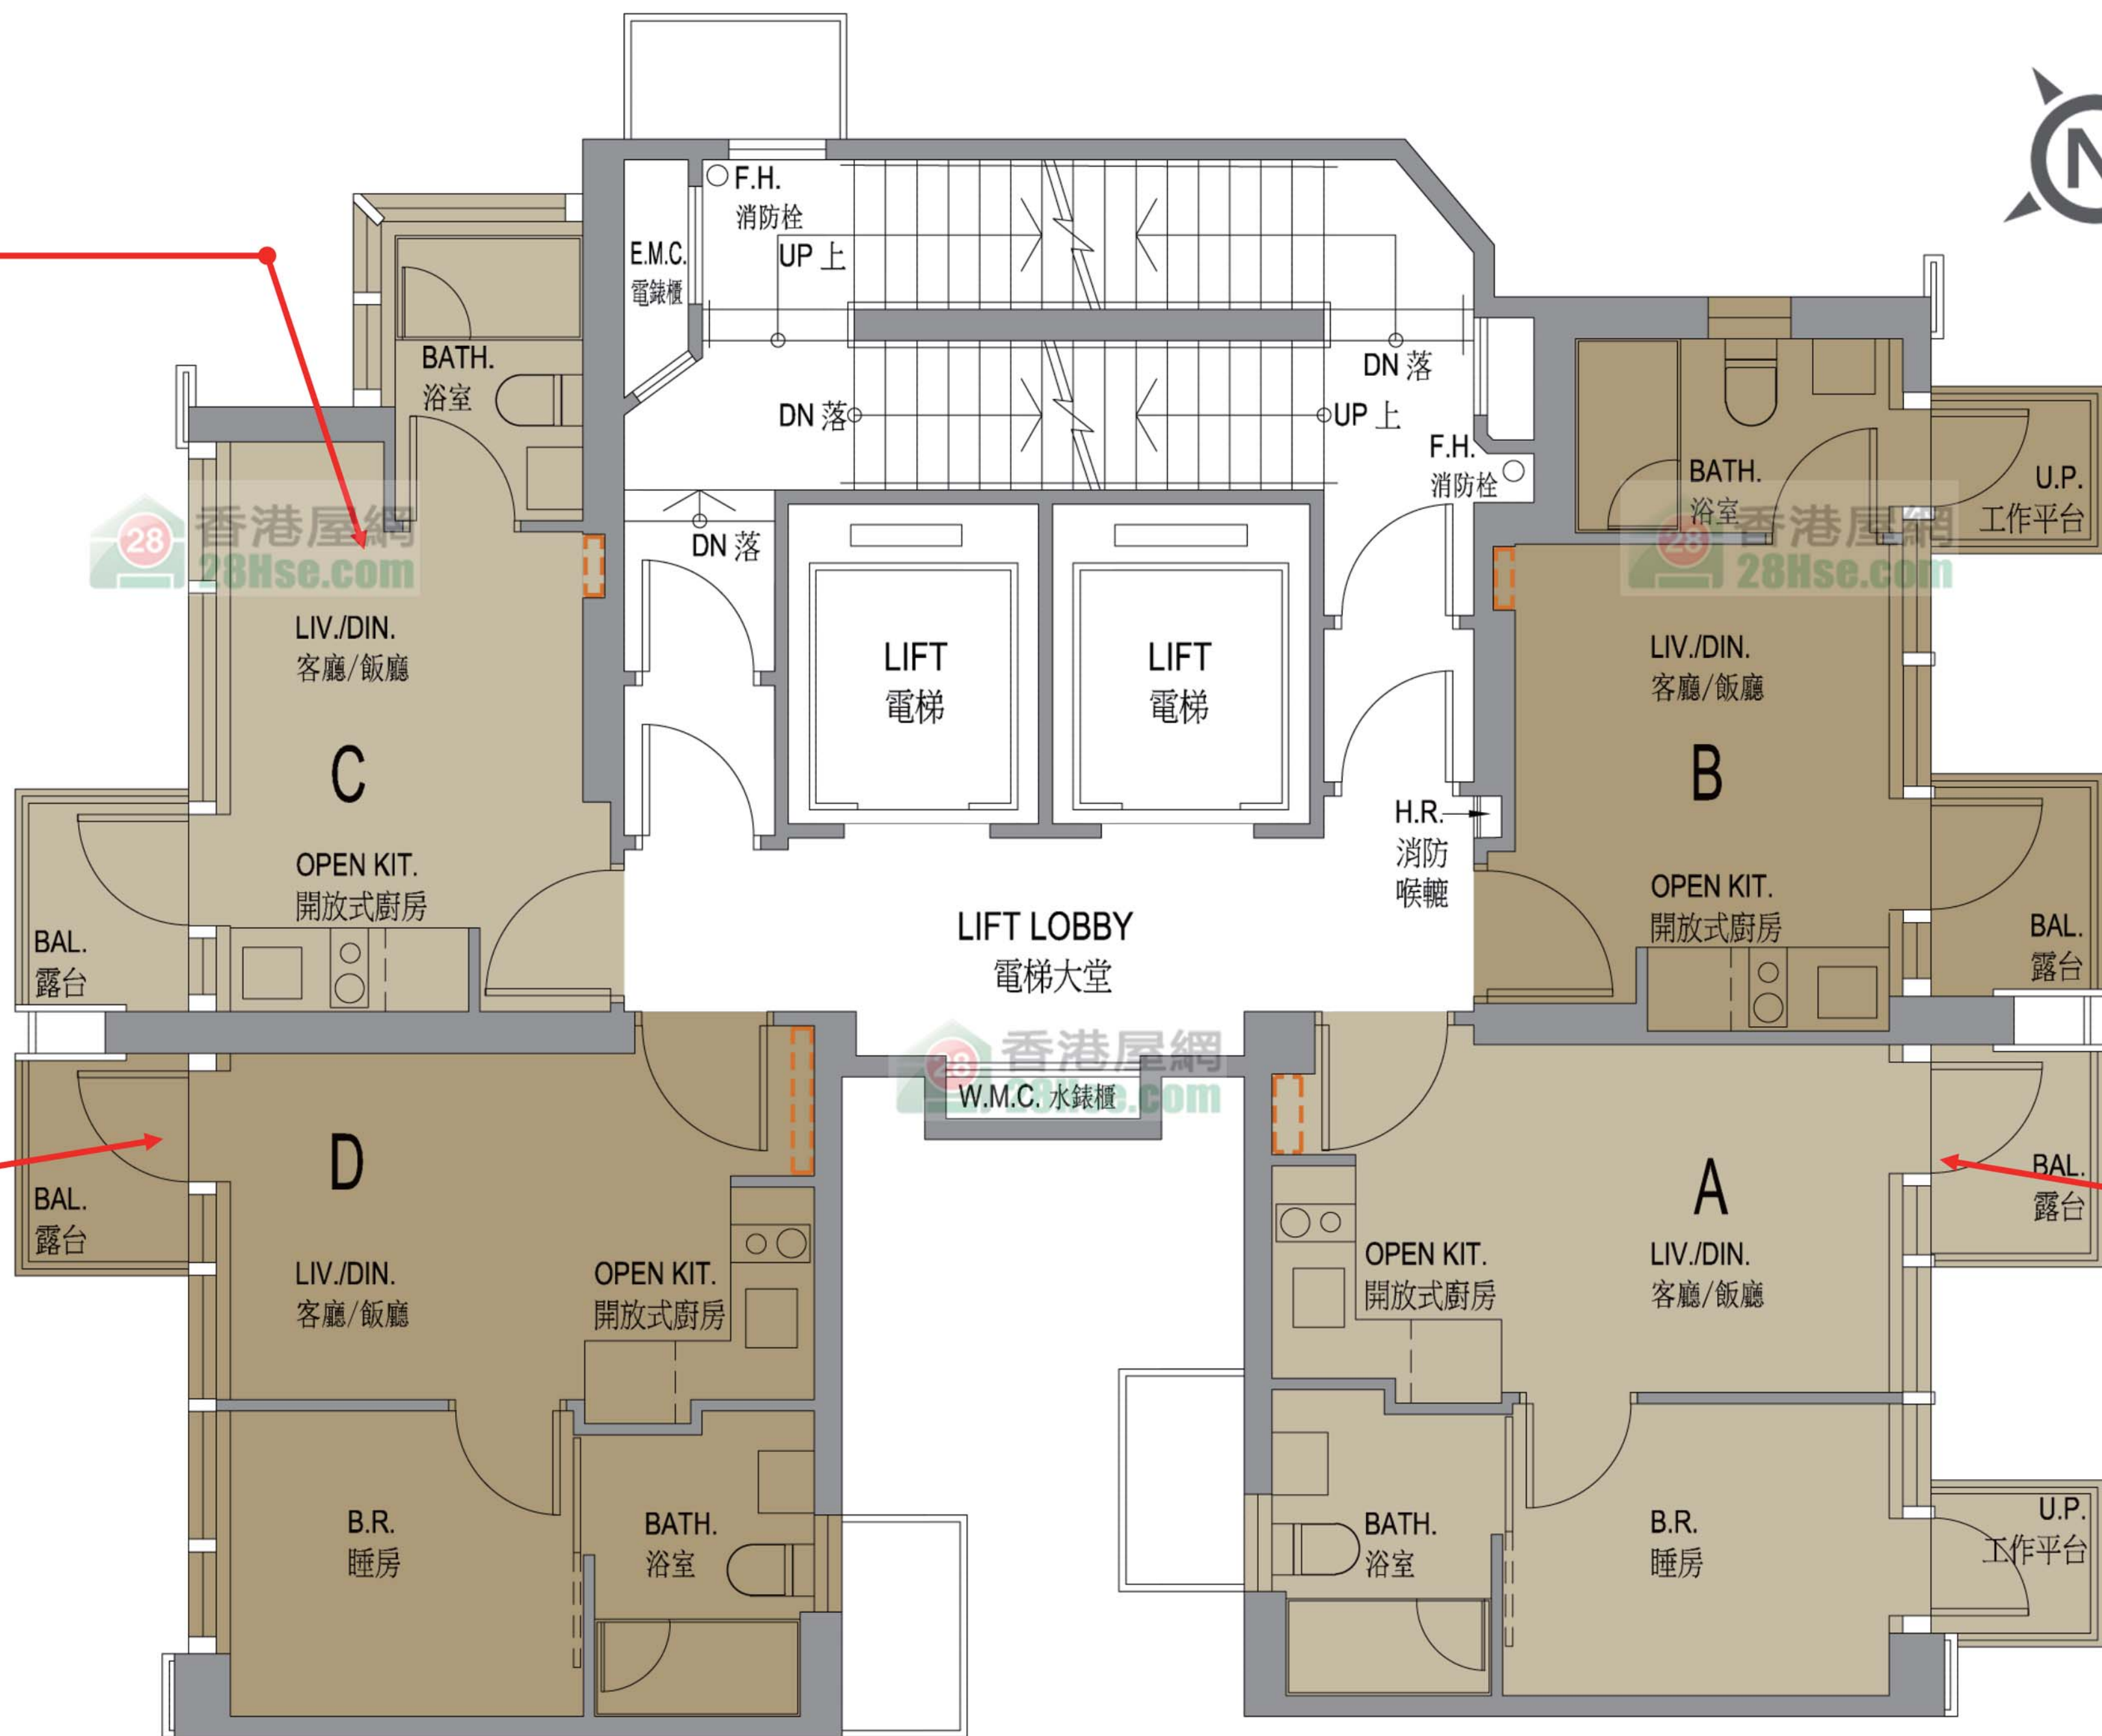 F.H.
消防栓
UP 上
E.M.C.
電錶櫃
DN 落
DN 落
UP 上
F.H.
消防栓
DN 落
BATH.
浴室
28
香港屋網
28Hse.com
LIV./DIN.
客廳/飯廳
C
OPEN KIT.
開放式廚房
BAL.
露台
LIFT
電梯
LIFT
電梯
H.R.
消防
喉轆
LIFT LOBBY
電梯大堂
BATH.
浴室
U.P.
工作平台
28
香港屋網
28Hse.com
LIV./DIN.
客廳/飯廳
B
OPEN KIT.
開放式廚房
BAL.
露台
28
香港屋網
28Hse.com
W.M.C. 水錶櫃
D
BAL.
露台
LIV./DIN.
客廳/飯廳
OPEN KIT.
開放式廚房
B.R.
睡房
BATH.
浴室
A
BAL.
露台
OPEN KIT.
開放式廚房
LIV./DIN.
客廳/飯廳
BATH.
浴室
B.R.
睡房
U.P.
工作平台